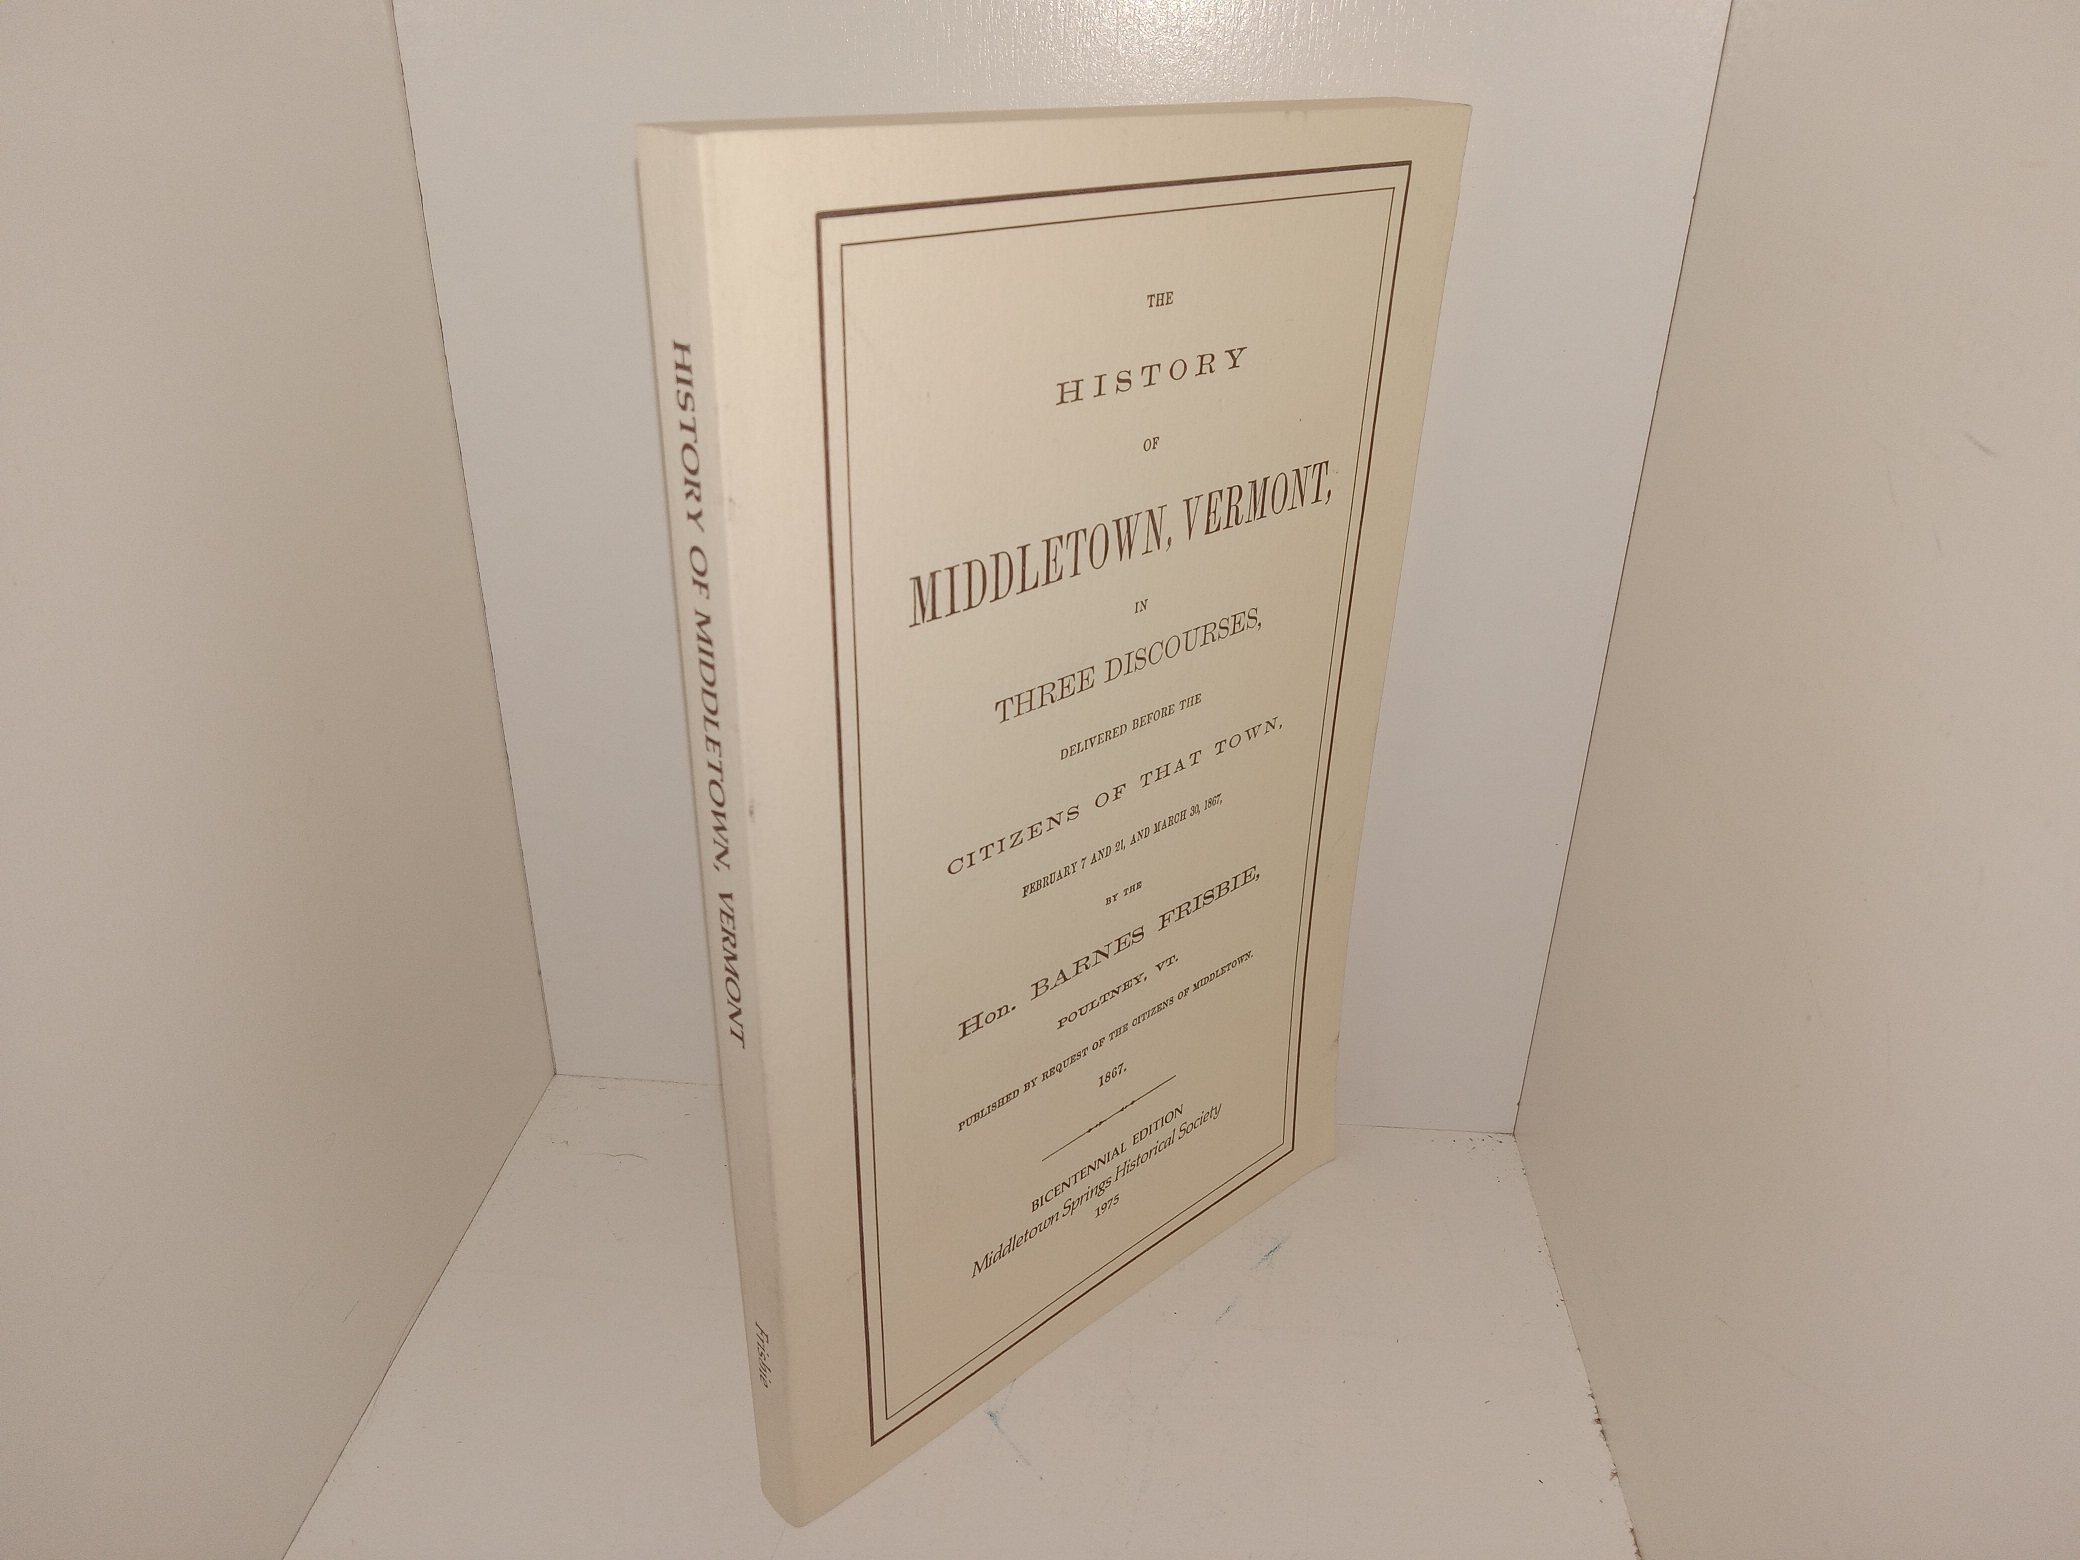 HISTORY OF MIDDLETOWN, VERMONT
Frisbie
THE
HISTORY
OF
MIDDLETOWN, VERMONT,
IN
THREE DISCOURSES,
DELIVERED BEFORE THE
CITIZENS OF THAT TOWN,
FEBRUARY 7 AND 21, AND MARCH 30, 1867,
BY THE
Hon. BARNES FRISBIE,
POULTNEY, VT.
PUBLISHED BY REQUEST OF THE CITIZENS OF MIDDLETOWN.
1867.
BICENTENNIAL EDITION
Middletown Springs Historical Society
1975